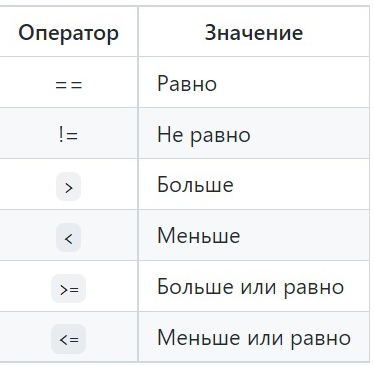 Оператор Значение
== Равно
!= Не равно
> Больше
< Меньше
>= Больше или равно
<= Меньше или равно